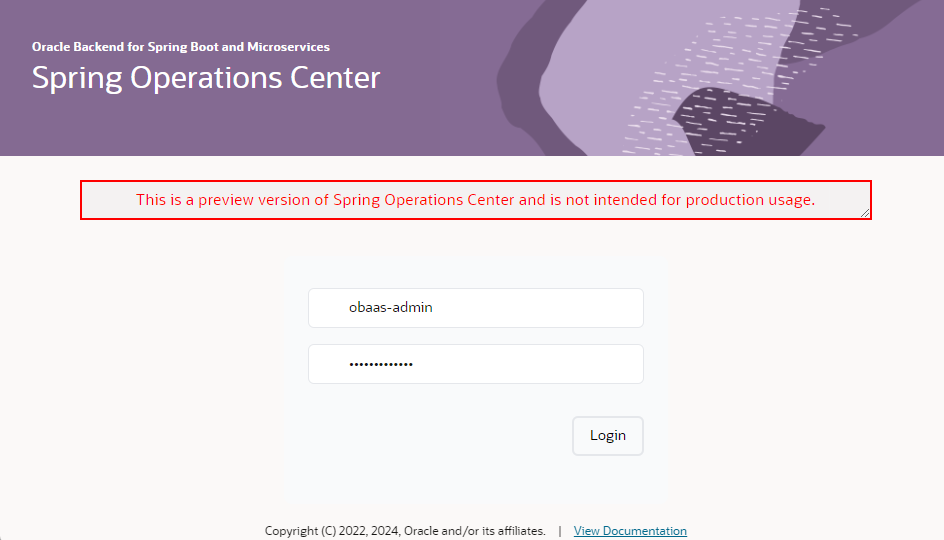 Oracle Backend for Spring Boot and Microservices
Spring Operations Center
This is a preview version of Spring Operations Center and is not intended for production usage.
obaas-admin
•••••••••••••
Login
Copyright (C) 2022, 2024, Oracle and/or its affiliates. | View Documentation